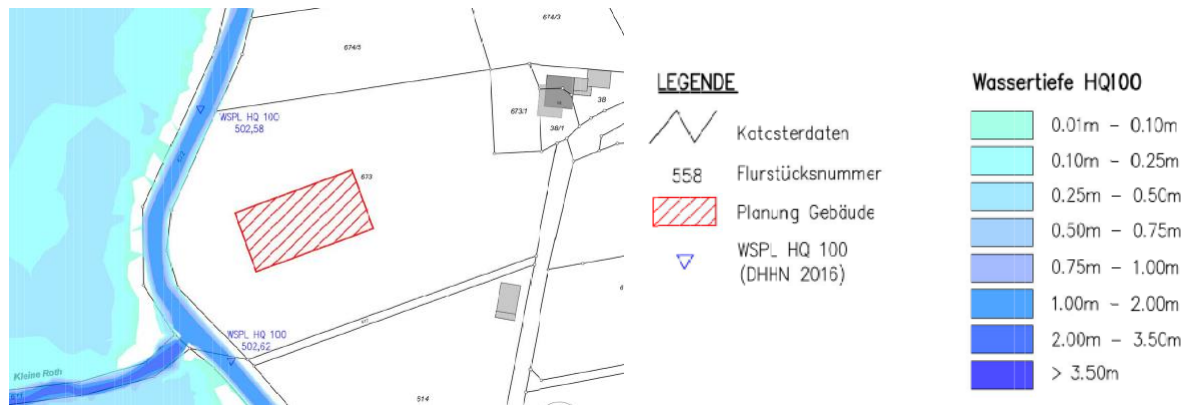 674/3
674/5
673/1
38
38/1
WSPL HQ 100
502,58
673
WSPL HQ 100
502,62
Kleine Roth
514
LEGENDE
Katcsterdaten
558 Flurstücksnummer
Planung Gebäude
WSPL HQ 100
(DHHN 2016)
Wassertiefe HQ100
0.01m - 0.10m
0.10m - 0.25m
0.25m - 0.50m
0.50m - 0.75m
0.75m - 1.00m
1.00m - 2.00m
2.00m - 3.50m
> 3.50m